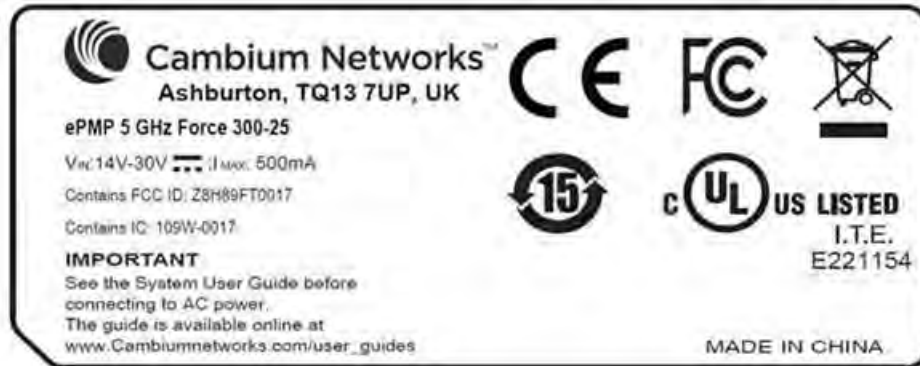 Cambium Networks™
Ashburton, TQ13 7UP, UK
ePMP 5 GHz Force 300-25
VIN:14V-30V ;IMAX: 500mA
Contains FCC ID: Z8H89FT0017
Contains IC: 109W-0017
IMPORTANT
See the System User Guide before
connecting to AC power.
The guide is available online at
www.Cambiumnetworks.com/user_guides
CE FC
15
C UL US LISTED
I.T.E.
E221154
MADE IN CHINA